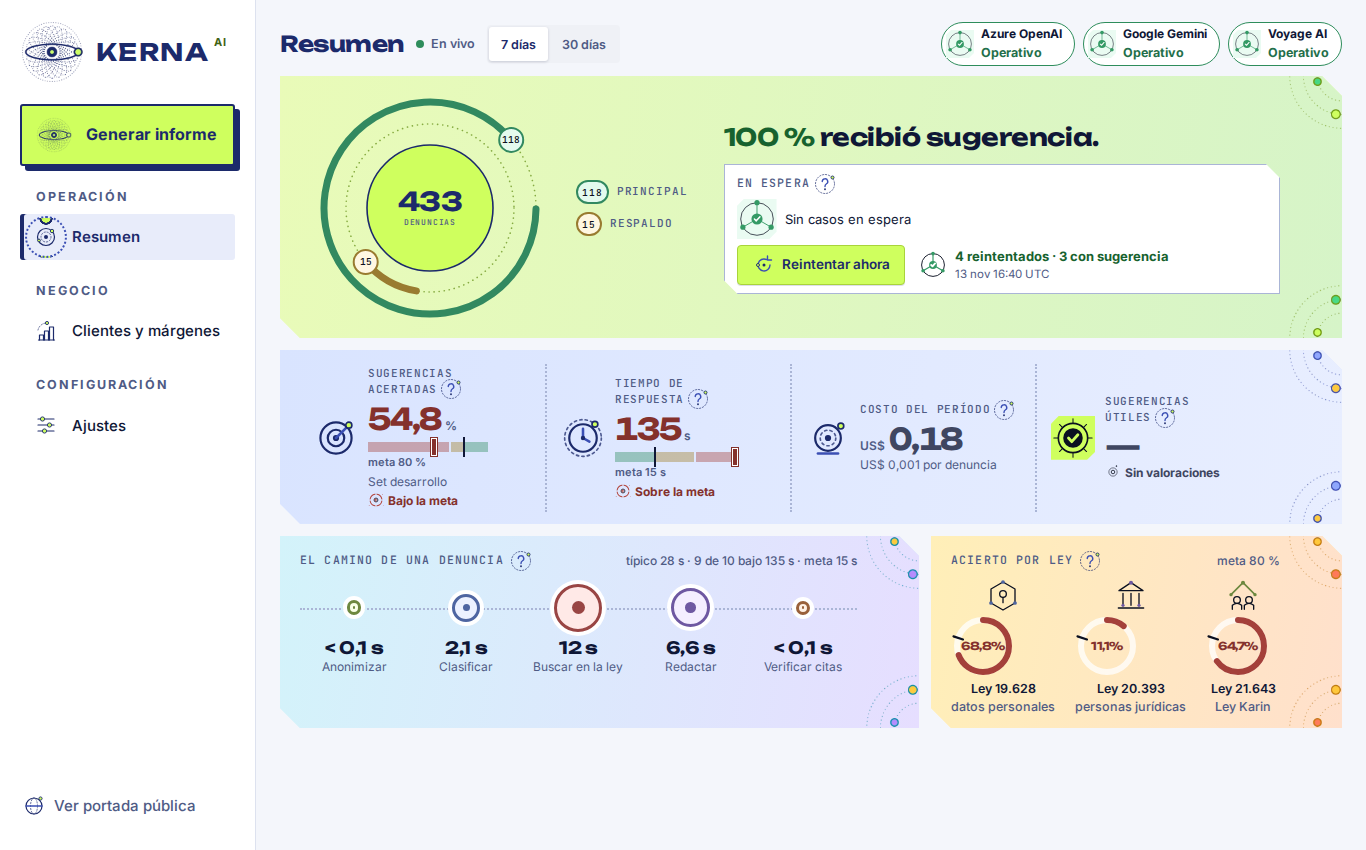 KERNA AI
Generar informe
OPERACIÓN
Resumen
NEGOCIO
Clientes y márgenes
CONFIGURACIÓN
Ajustes
Ver portada pública
Resumen
En vivo
7 días
30 días
Azure OpenAI
Operativo
Google Gemini
Operativo
Voyage AI
Operativo
118
433
DENUNCIAS
15
118 PRINCIPAL
15 RESPALDO
100 % recibió sugerencia.
EN ESPERA ?
Sin casos en espera
Reintentar ahora
4 reintentados · 3 con sugerencia
13 nov 16:40 UTC
SUGERENCIAS
ACERTADAS ?
54,8 %
meta 80 %
Set desarrollo
Bajo la meta
TIEMPO DE
RESPUESTA ?
135 s
meta 15 s
Sobre la meta
COSTO DEL PERÍODO ?
US$ 0,18
US$ 0,001 por denuncia
SUGERENCIAS
ÚTILES ?
—
Sin valoraciones
EL CAMINO DE UNA DENUNCIA ?
típico 28 s · 9 de 10 bajo 135 s · meta 15 s
< 0,1 s
Anonimizar
2,1 s
Clasificar
12 s
Buscar en la ley
6,6 s
Redactar
< 0,1 s
Verificar citas
ACIERTO POR LEY ?
meta 80 %
68,8%
Ley 19.628
datos personales
11,1%
Ley 20.393
personas jurídicas
64,7%
Ley 21.643
Ley Karin